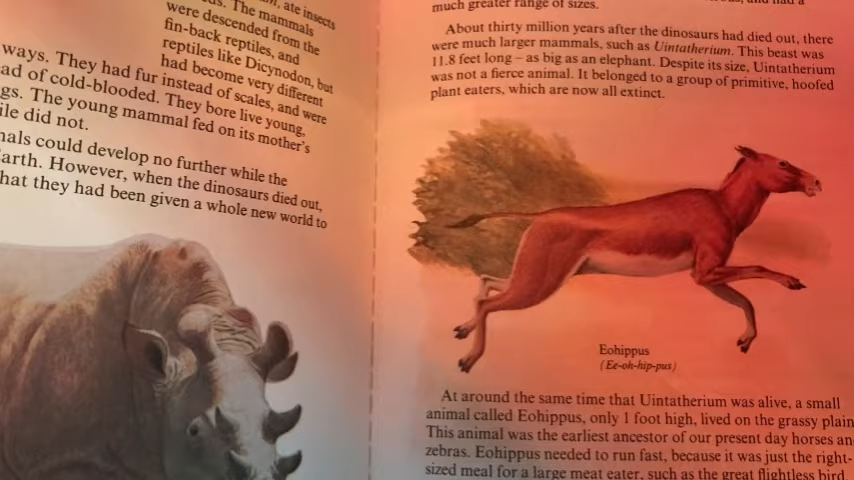 ate insects
The mammals
were descended from the
fin-back reptiles, and
reptiles like Dicynodon, but
had become very different
ways. They had fur instead of scales, and were
ad of cold-blooded. They bore live young,
gs. The young mammal fed on its mother's
ile did not.
nals could develop no further while the
Earth. However, when the dinosaurs died out,
hat they had been given a whole new world to
much greater range of sizes.
About thirty million years after the dinosaurs had died out, there
were much larger mammals, such as Uintatherium. This beast was
11.8 feet long – as big as an elephant. Despite its size, Uintatherium
was not a fierce animal. It belonged to a group of primitive, hoofed
plant eaters, which are now all extinct.
Eohippus
(Ee-oh-hip-pus)
At around the same time that Uintatherium was alive, a small
animal called Eohippus, only 1 foot high, lived on the grassy plain
This animal was the earliest ancestor of our present day horses an
zebras. Eohippus needed to run fast, because it was just the right-
sized meal for a large meat eater, such as the great flightless bird,